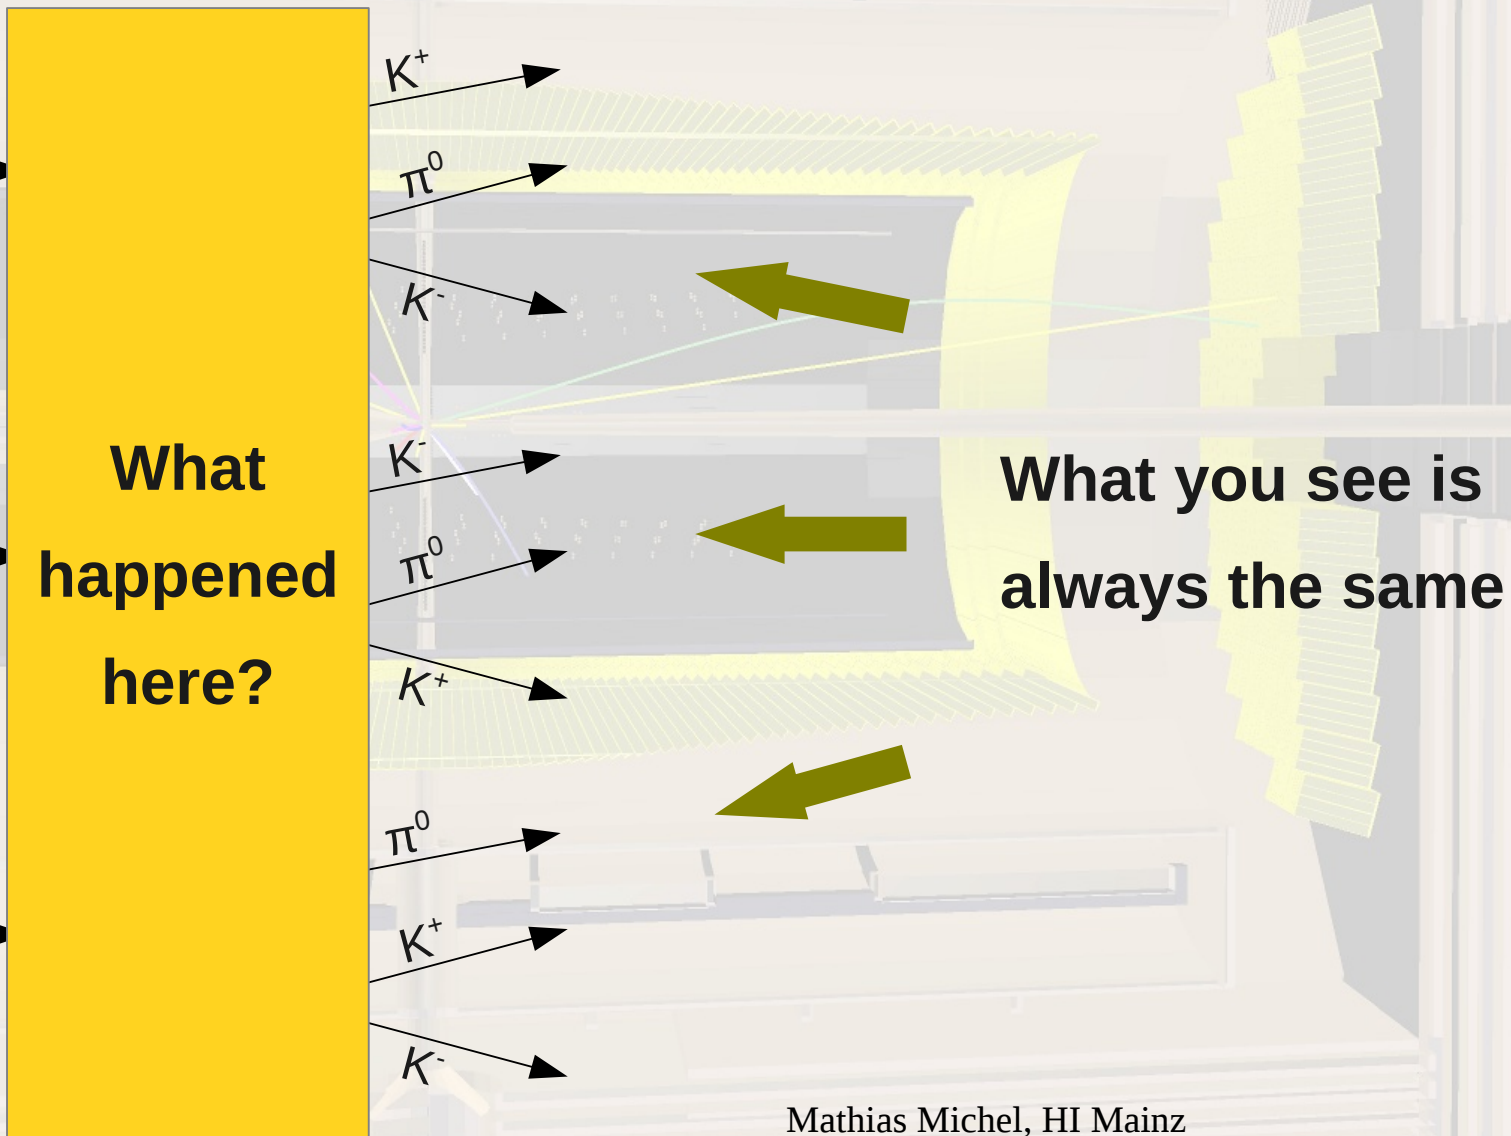 K+
π0
K-
K-
π0
K+
π0
K+
K-
What
happened
here?
What you see is
always the same
Mathias Michel, HI Mainz